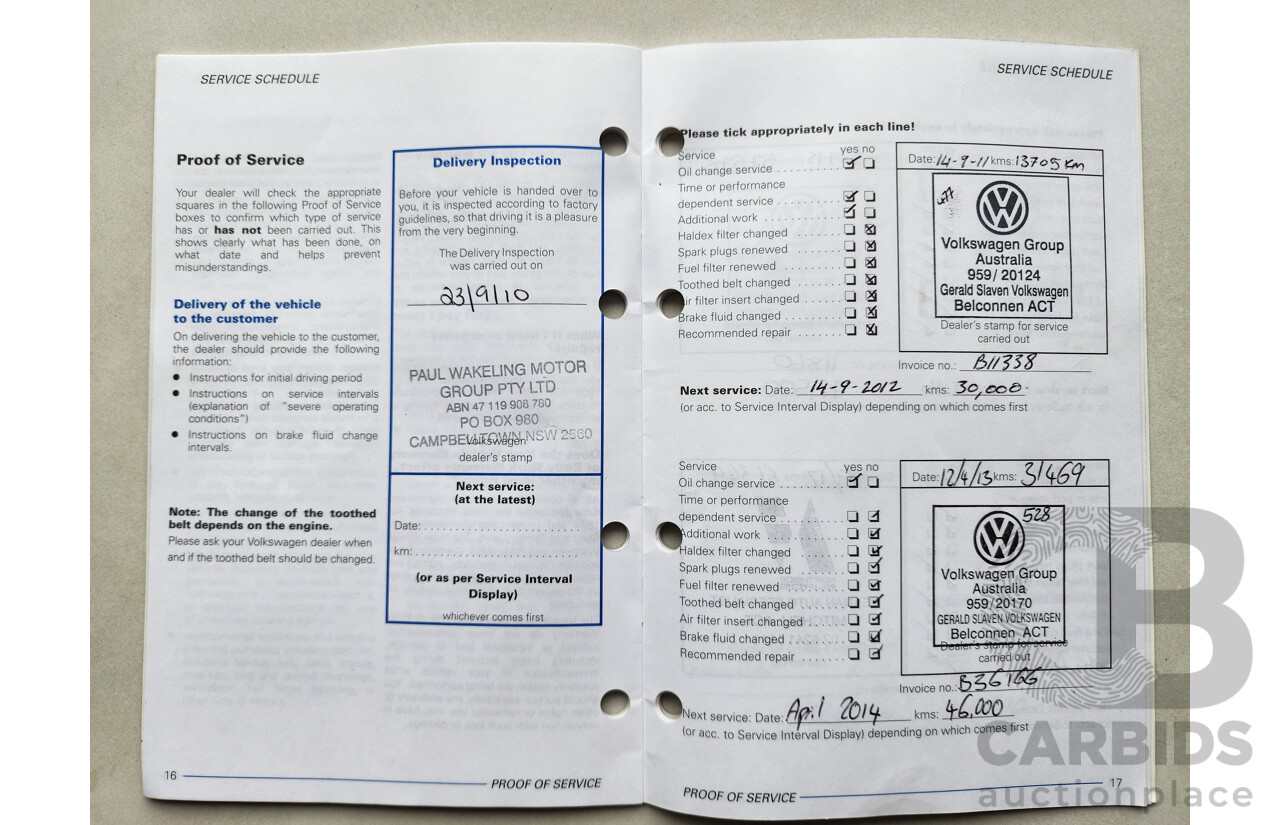 SERVICE SCHEDULE
Proof of Service
Your dealer will check the appropriate
squares in the following Proof of Service
boxes to confirm which type of service
has or has not been carried out. This
shows clearly what has been done, on
what date and helps prevent
misunderstandings.
Delivery of the vehicle
to the customer
On delivering the vehicle to the customer,
the dealer should provide the following
information:
● Instructions for initial driving period
● Instructions on service intervals
(explanation of "severe operating
conditions")
● Instructions on brake fluid change
intervals.
Note: The change of the toothed
belt depends on the engine.
Please ask your Volkswagen dealer when
and if the toothed belt should be changed.
Delivery Inspection
Before your vehicle is handed over to
you, it is inspected according to factory
guidelines, so that driving it is a pleasure
from the very beginning.
The Delivery Inspection
was carried out on
23/9/10
PAUL WAKELING MOTOR
GROUP PTY LTD
ABN 47 119 908 780
PO BOX 980
CAMPBELLTOWN NSW 2560
Volkswagen
dealer's stamp
Next service:
(at the latest)
Date:
km:
(or as per Service Interval
Display)
whichever comes first
16
PROOF OF SERVICE
SERVICE SCHEDULE
Please tick appropriately in each line!
Service yes no
Oil change service
Time or performance
dependent service
Additional work
Haldex filter changed
Spark plugs renewed
Fuel filter renewed
Toothed belt changed
Air filter insert changed
Brake fluid changed
Recommended repair
Date: 14-9-11 kms: 13705 km
Volkswagen Group
Australia
959/20124
Gerald Slaven Volkswagen
Belconnen ACT
Dealer's stamp for service
carried out
Invoice no.: B11338
Next service: Date: 14-9-2012 kms: 30,000.
(or acc. to Service Interval Display) depending on which comes first
Service yes no
Oil change service
Time or performance
dependent service
Additional work
Haldex filter changed
Spark plugs renewed
Fuel filter renewed
Toothed belt changed
Air filter insert changed
Brake fluid changed
Recommended repair
Date: 12/4/13 kms: 31469
528
Volkswagen Group
Australia
959/20170
GERALD SLAVEN VOLKSWAGEN
Belconnen ACT
Dealer's stamp for service
carried out
Invoice no.: B36166
Next service: Date: April 2014 kms: 46,000
(or acc. to Service Interval Display) depending on which comes first
PROOF OF SERVICE
17
CARBIDS
auctionplace